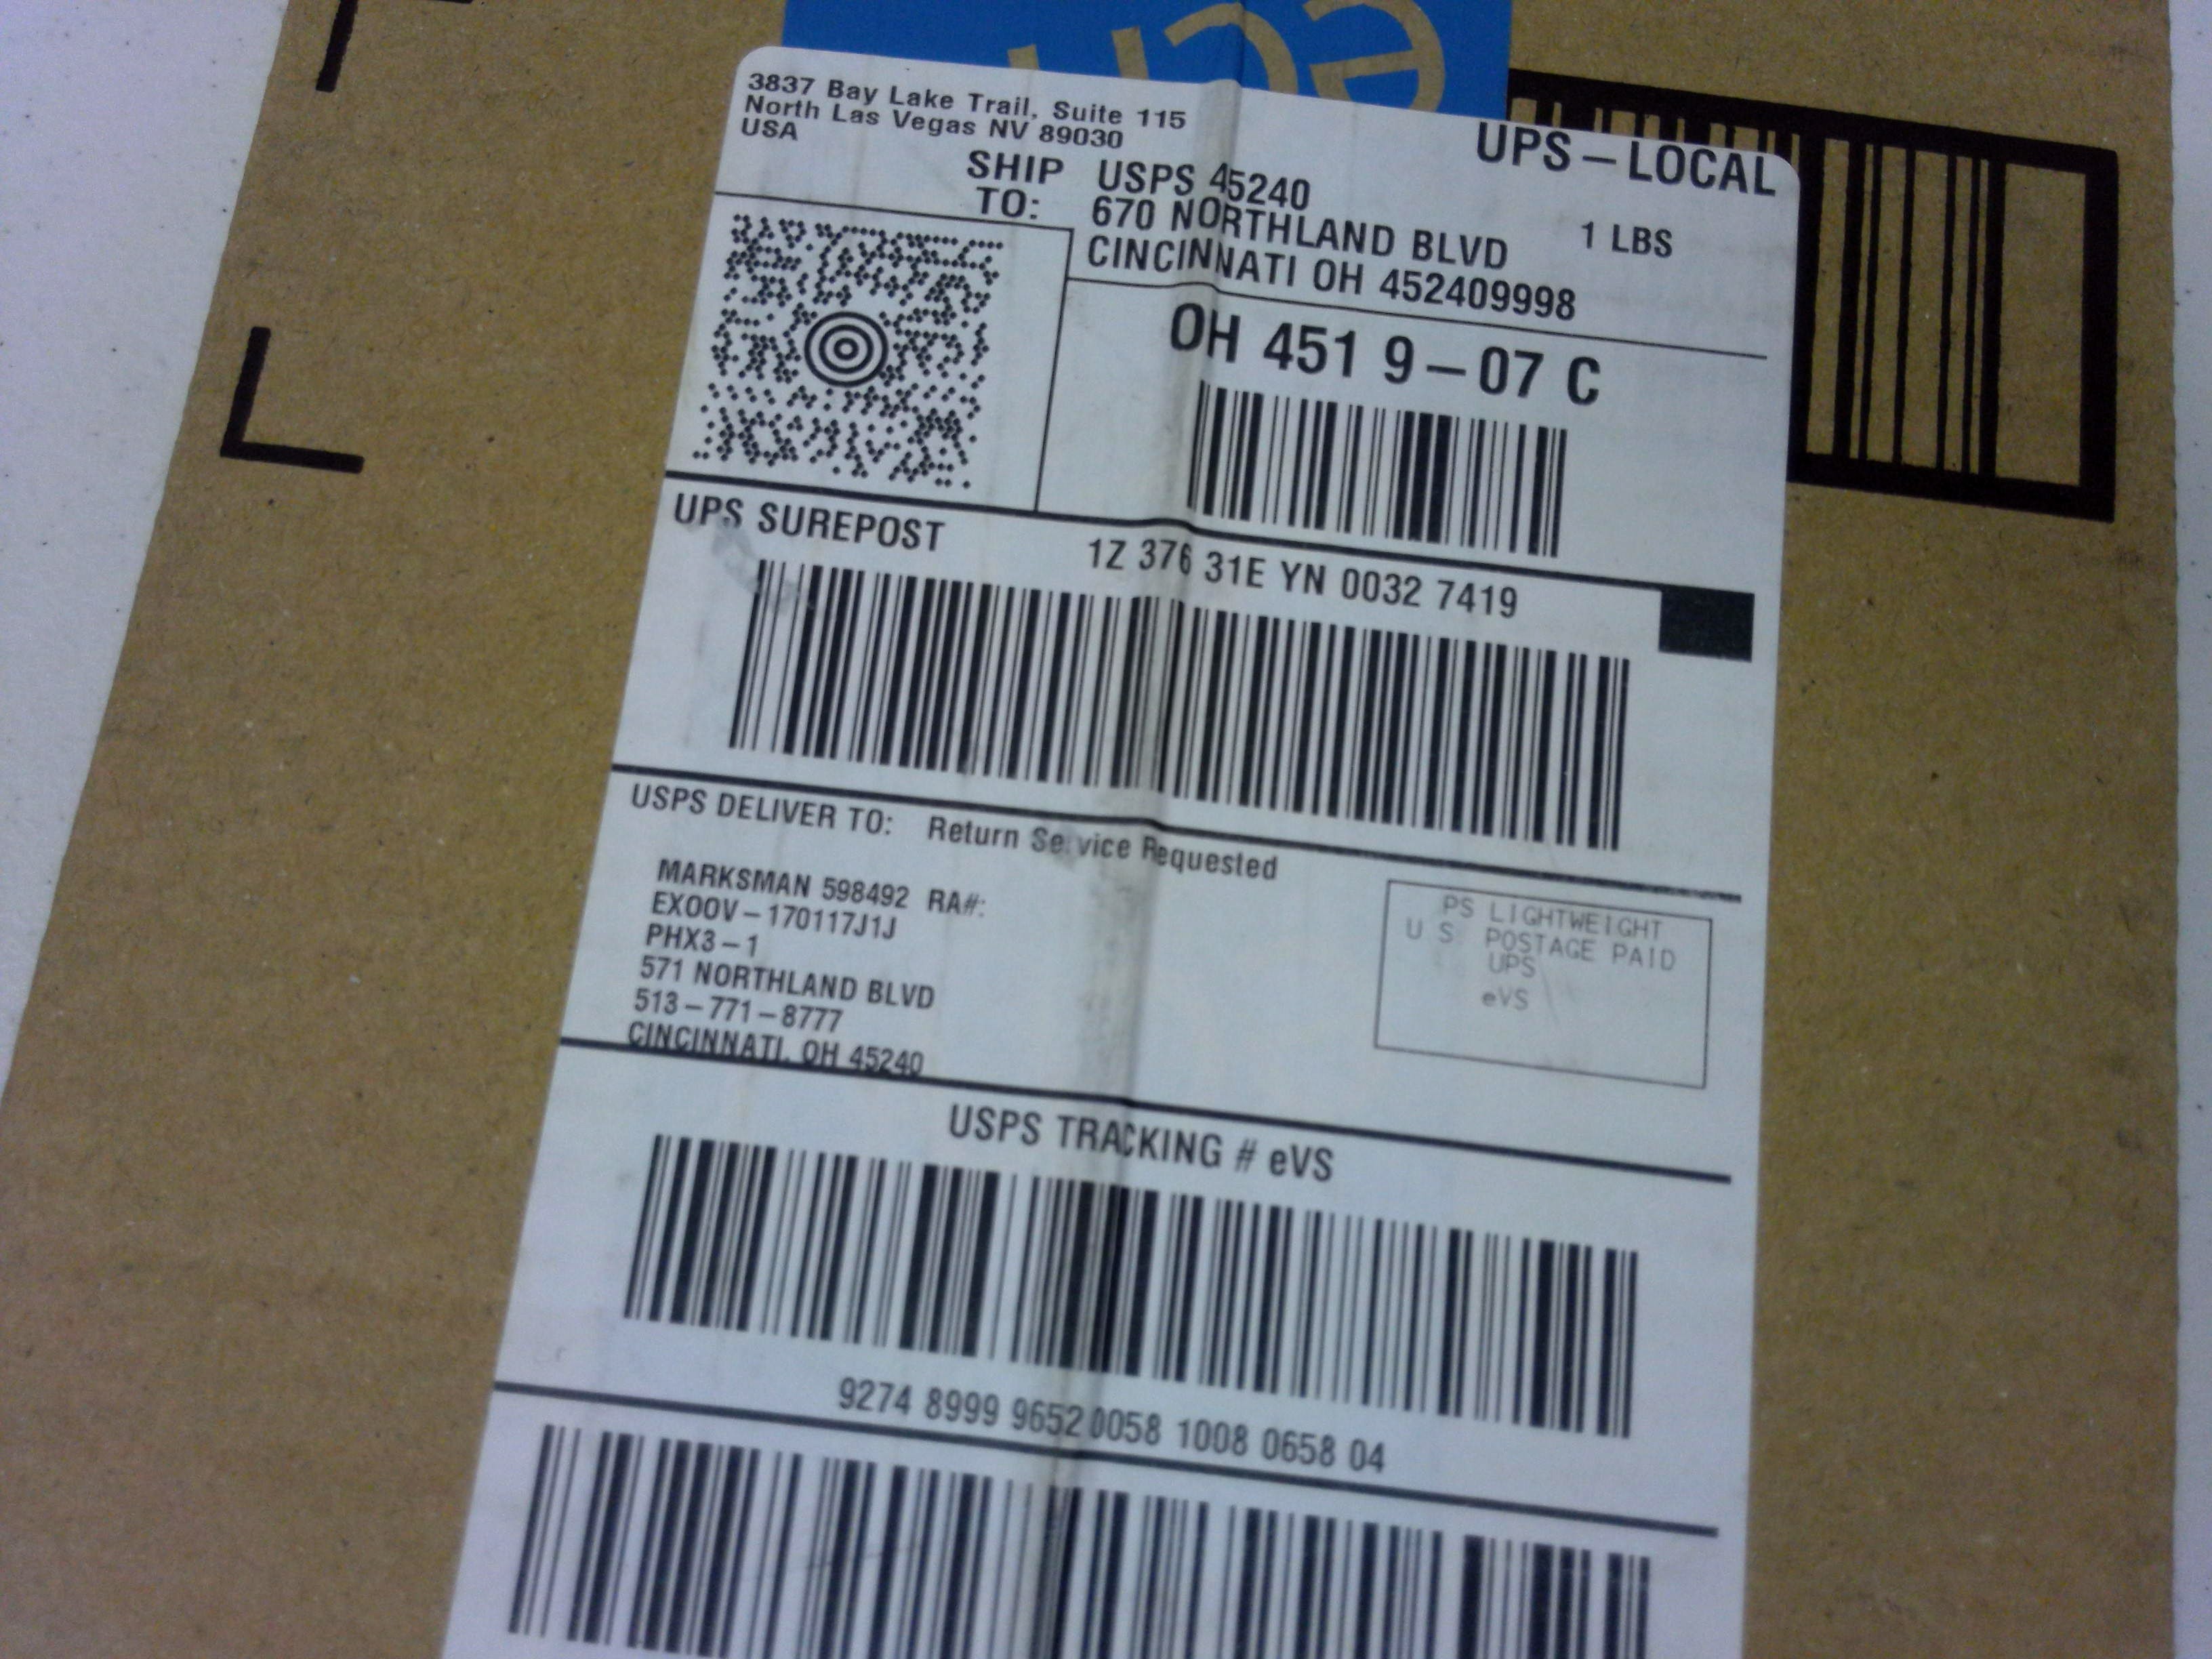 3837 Bay Lake Trail, Suite 115
North Las Vegas NV 89030
USA
UPS-LOCAL
SHIP TO:
USPS 45240
670 NORTHLAND BLVD
CINCINNATI OH 452409998
1 LBS
OH 451 9-07 C
UPS SUREPOST
1Z 376 31E YN 0032 7419
USPS DELIVER TO: Return Service Requested
MARKSMAN 598492 RA#:
EX00V-170117J1J
PHX3-1
571 NORTHLAND BLVD
513-771-8777
CINCINNATI, OH 45240
PS LIGHTWEIGHT
U S POSTAGE PAID
UPS
eVS
USPS TRACKING # eVS
9274 8999 9652 0058 1008 0658 04